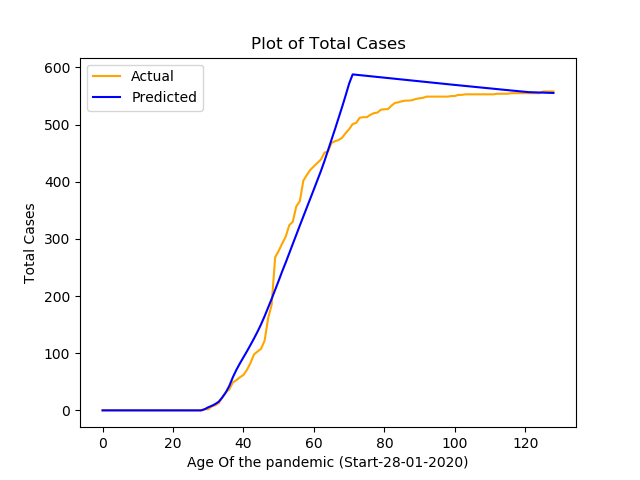 Plot of Total Cases
Actual
Predicted
600
500
400
300
200
100
0
Total Cases
0 20 40 60 80 100 120
Age Of the pandemic (Start-28-01-2020)